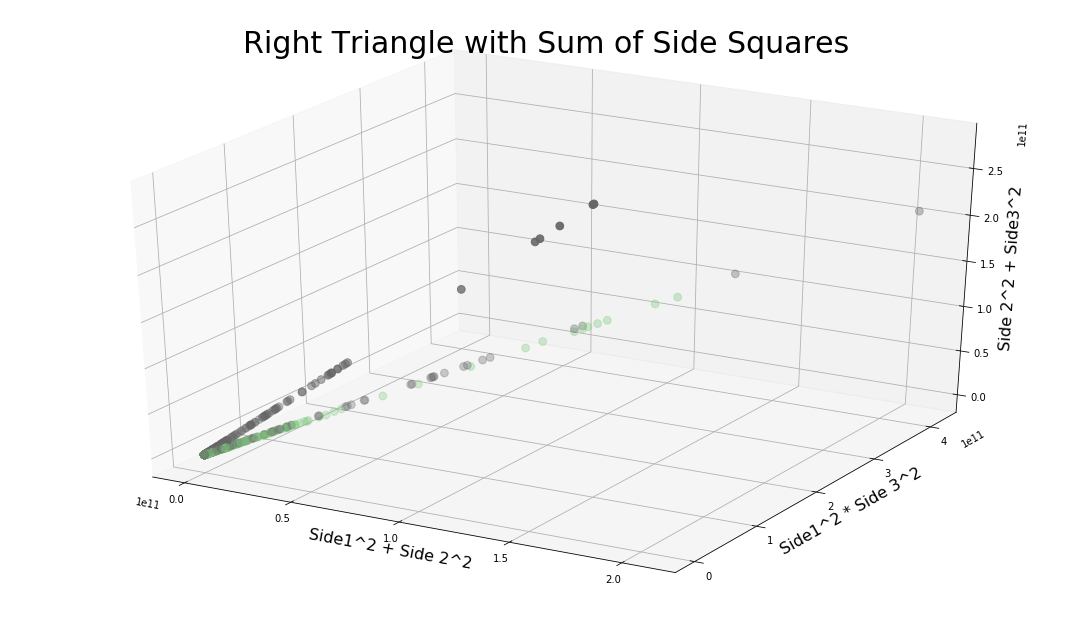 Right Triangle with Sum of Side Squares
1e11
2.5
2.0
1.5
1.0
0.5
0.0
Side 2^2 + Side3^2
1e11
4
3
2
1
0
Side1^2 * Side 3^2
1e11
0.0
0.5
1.0
1.5
2.0
Side1^2 + Side 2^2